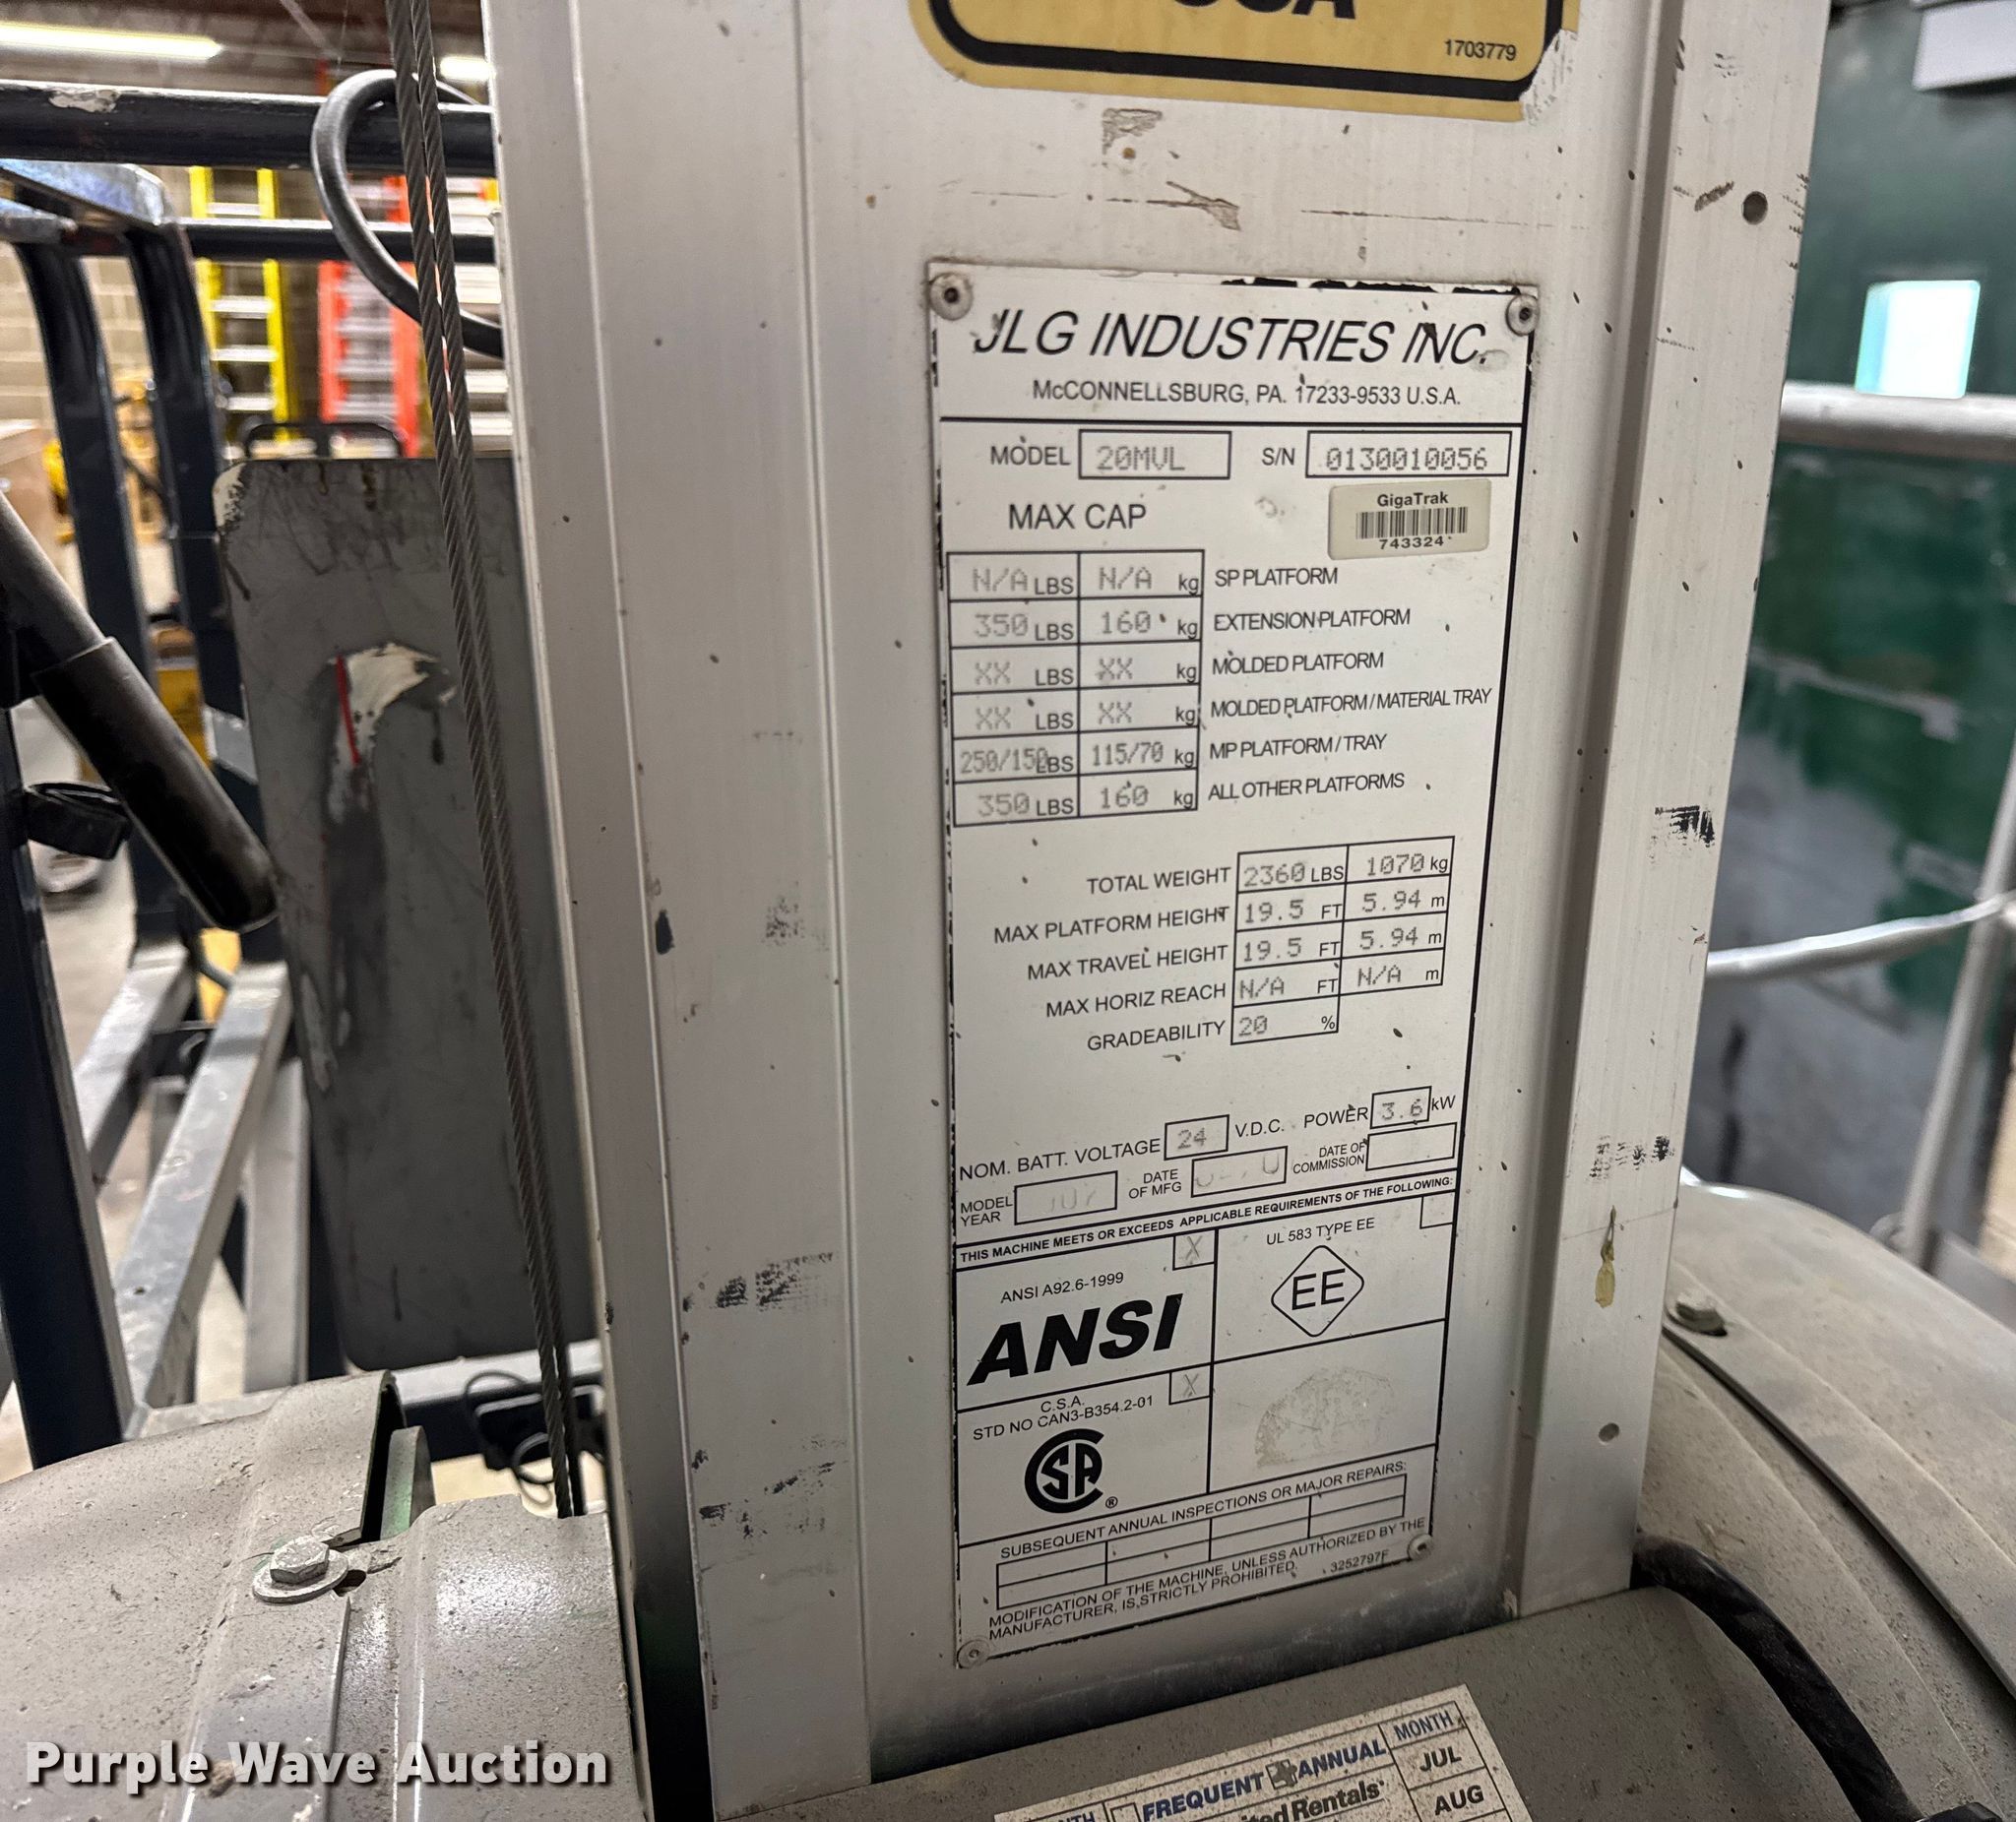 1703779
JLG INDUSTRIES INC.
McCONNELLSBURG, PA. 17233-9533 U.S.A.
MODEL 20MVL S/N 0130010056
GigaTrak
743324
MAX CAP
N/A LBS N/A kg SP PLATFORM
350 LBS 160 kg EXTENSION PLATFORM
XX LBS XX kg MOLDED PLATFORM
XX LBS XX kg MOLDED PLATFORM / MATERIAL TRAY
250/150 LBS 115/70 kg MP PLATFORM / TRAY
350 LBS 160 kg ALL OTHER PLATFORMS
TOTAL WEIGHT 2360 LBS 1070 kg
MAX PLATFORM HEIGHT 19.5 FT 5.94 m
MAX TRAVEL HEIGHT 19.5 FT 5.94 m
MAX HORIZ REACH N/A FT N/A m
GRADEABILITY 20 %
NOM. BATT. VOLTAGE 24 V.D.C. POWER 3.6 kW
MODEL YEAR
DATE OF MFG
DATE OF COMMISSION
THIS MACHINE MEETS OR EXCEEDS APPLICABLE REQUIREMENTS OF THE FOLLOWING:
X
ANSI A92.6-1999
ANSI
UL 583 TYPE EE
EE
C.S.A. X
STD NO CAN3-B354.2-01
SA ®
SUBSEQUENT ANNUAL INSPECTIONS OR MAJOR REPAIRS:
MODIFICATION OF THE MACHINE, UNLESS AUTHORIZED BY THE
MANUFACTURER, IS STRICTLY PROHIBITED. 3252797F
FREQUENT ANNUAL MONTH
JUL
Rentals
AUG
Purple Wave Auction